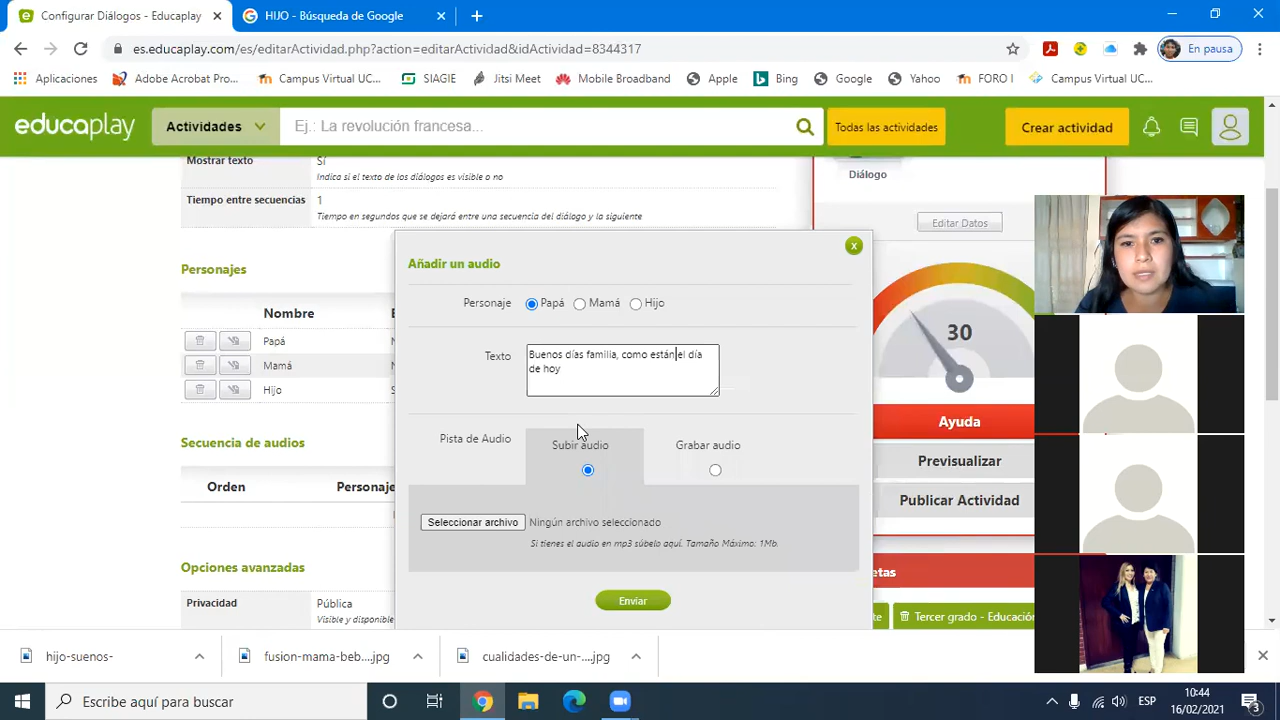 Configurar Diálogos - Educaplay
HIJO - Búsqueda de Google
es.educaplay.com/es/editarActividad.php?action=editarActividad&idActividad=8344317
En pausa
Aplicaciones
Adobe Acrobat Pro...
Campus Virtual UC...
SIAGIE
Jitsi Meet
Mobile Broadband
Apple
Bing
Google
Yahoo
FORO I
Campus Virtual UC...
educaplay
Actividades
Ej.: La revolución francesa...
Todas las actividades
Crear actividad
Mostrar texto
Sí
Indica si el texto de los diálogos es visible o no
Tiempo entre secuencias
1
Tiempo en segundos que se dejará entre una secuencia del diálogo y la siguiente
Diálogo
Editar Datos
Personajes
Nombre
Papá
Mamá
Hijo
Secuencia de audios
Orden
Personaje
Opciones avanzadas
Privacidad
Pública
Visible y disponible
Añadir un audio
x
Personaje
Papá
Mamá
Hijo
Texto
Buenos días familia, como están el día
de hoy
Pista de Audio
Subir audio
Grabar audio
Seleccionar archivo
Ningún archivo seleccionado
Si tienes el audio en mp3 súbelo aquí. Tamaño Máximo: 1Mb.
Enviar
30
Ayuda
Previsualizar
Publicar Actividad
etas
te
Tercer grado - Educación
hijo-suenos-
fusion-mama-beb....jpg
cualidades-de-un-....jpg
Escribe aquí para buscar
ESP
10:44
16/02/2021
3